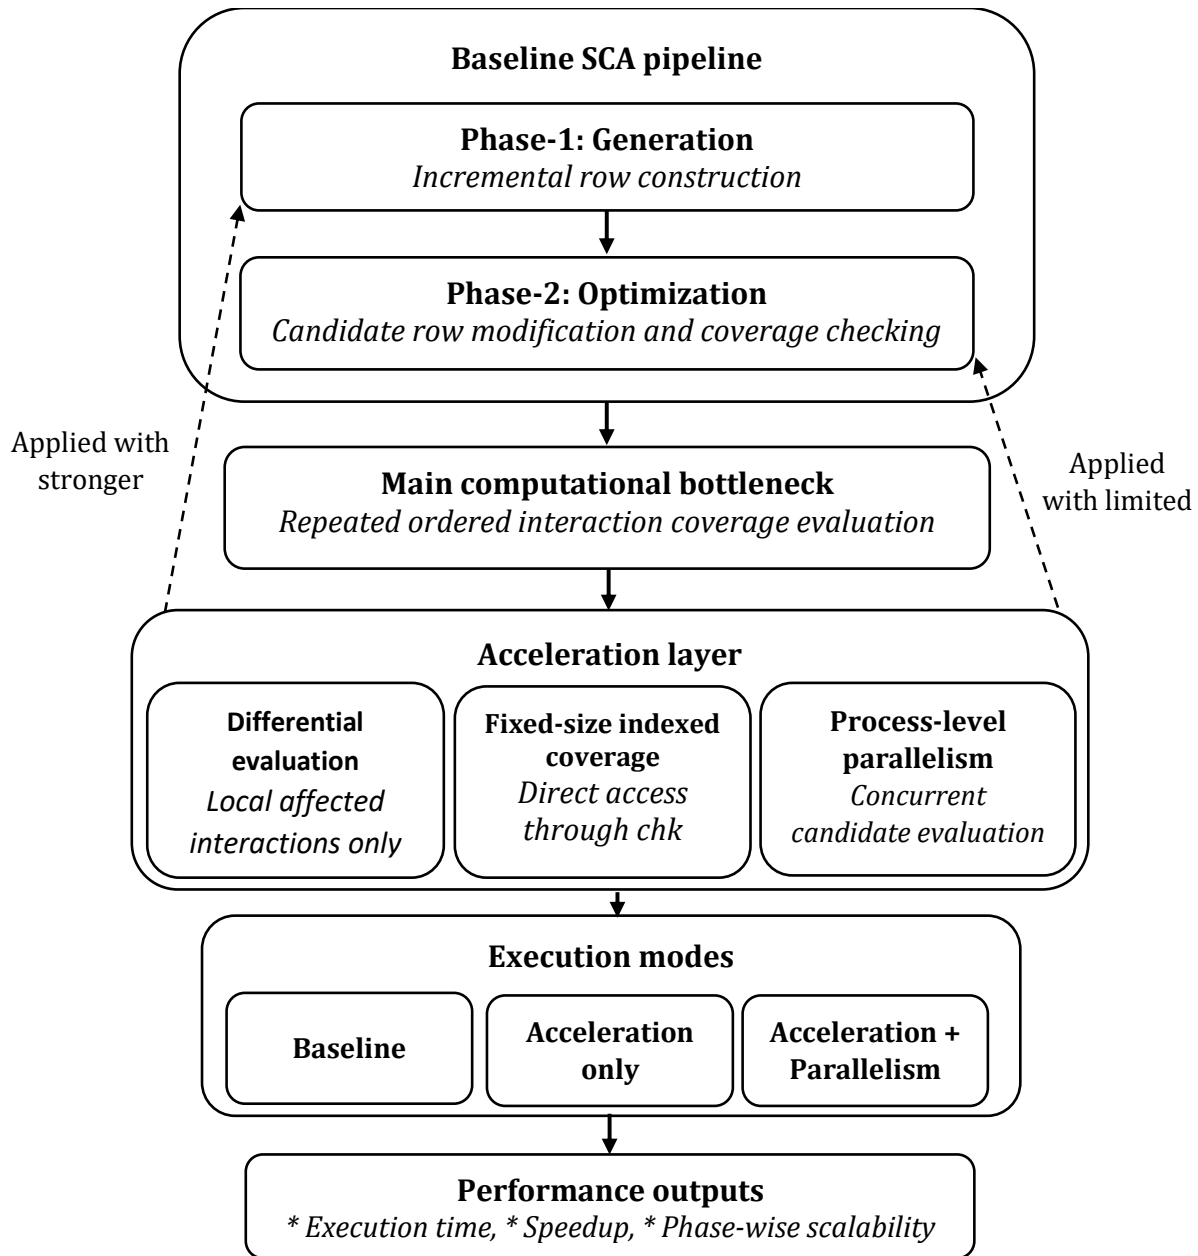 Baseline SCA pipeline
Phase-1: Generation
Incremental row construction
Phase-2: Optimization
Candidate row modification and coverage checking
Applied with
stronger
Applied
with limited
Main computational bottleneck
Repeated ordered interaction coverage evaluation
Acceleration layer
Differential
evaluation
Local affected
interactions only
Fixed-size indexed
coverage
Direct access
through chk
Process-level
parallelism
Concurrent
candidate evaluation
Execution modes
Baseline
Acceleration
only
Acceleration +
Parallelism
Performance outputs
* Execution time, * Speedup, * Phase-wise scalability